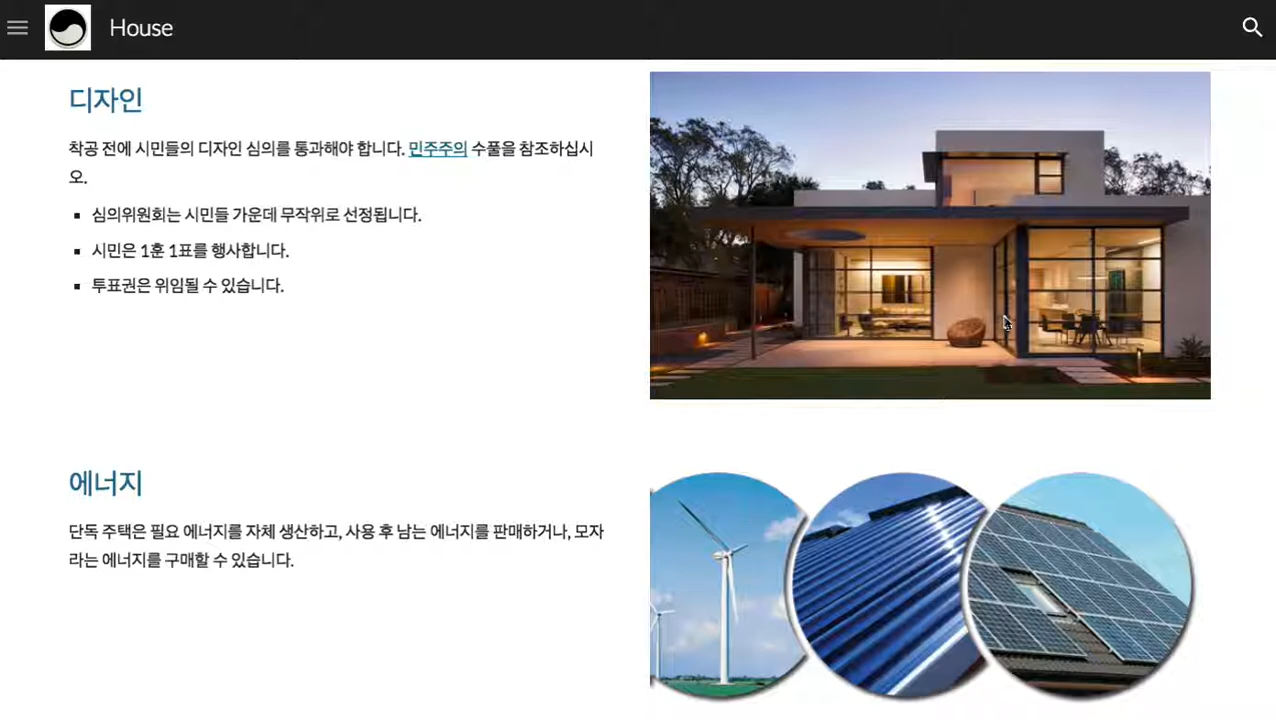 House
디자인
착공 전에 시민들의 디자인 심의를 통과해야 합니다. 민주주의 수풀을 참조하십시
오.
심의위원회는 시민들 가운데 무작위로 선정됩니다.
시민은 1훈 1표를 행사합니다.
투표권은 위임될 수 있습니다.
에너지
단독 주택은 필요 에너지를 자체 생산하고, 사용 후 남는 에너지를 판매하거나, 모자
라는 에너지를 구매할 수 있습니다.